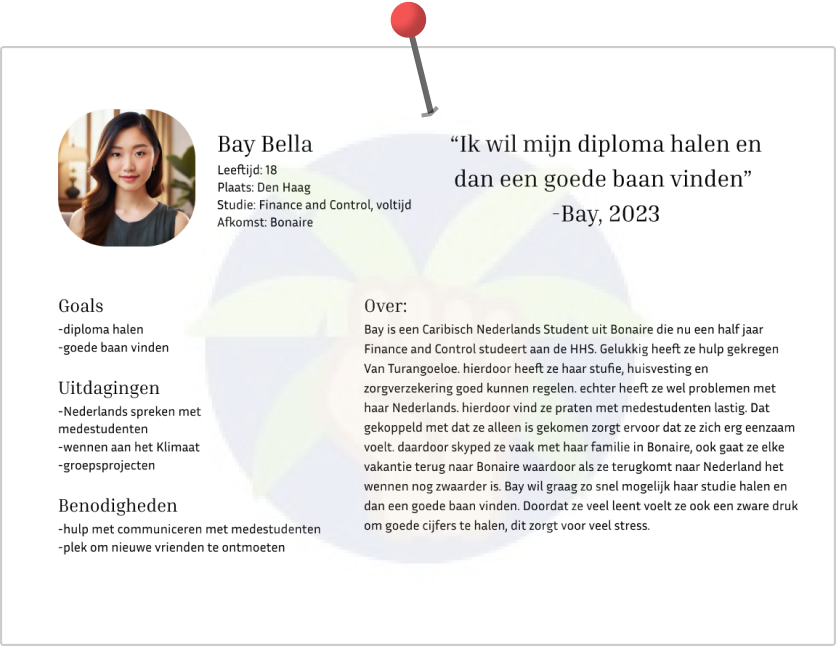 Bay Bella
Leeftijd: 18
Plaats: Den Haag
Studie: Finance and Control, voltijd
Afkomst: Bonaire
“Ik wil mijn diploma halen en
dan een goede baan vinden”
-Bay, 2023
Goals
-diploma halen
-goede baan vinden
Uitdagingen
-Nederlands spreken met
medestudenten
-wennen aan het Klimaat
-groepsprojecten
Benodigheden
-hulp met communiceren met medestudenten
-plek om nieuwe vrienden te ontmoeten
Over:
Bay is een Caribisch Nederlands Student uit Bonaire die nu een half jaar
Finance and Control studeert aan de HHS. Gelukkig heeft ze hulp gekregen
Van Turangoeloe. hierdoor heeft ze haar stufie, huisvesting en
zorgverzekering goed kunnen regelen. echter heeft ze wel problemen met
haar Nederlands. hierdoor vind ze praten met medestudenten lastig. Dat
gekoppeld met dat ze alleen is gekomen zorgt ervoor dat ze zich erg eenzaam
voelt. daardoor skyped ze vaak met haar familie in Bonaire, ook gaat ze elke
vakantie terug naar Bonaire waardoor als ze terugkomt naar Nederland het
wennen nog zwaarder is. Bay wil graag zo snel mogelijk haar studie halen en
dan een goede baan vinden. Doordat ze veel leent voelt ze ook een zware druk
om goede cijfers te halen, dit zorgt voor veel stress.